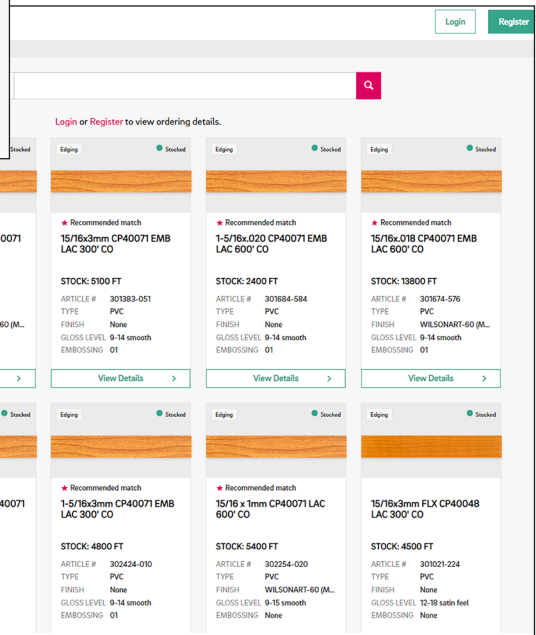 Login Register
Login or Register to view ordering details.
Stocked
Edging Stocked
Edging Stocked
Edging Stocked
0071
★ Recommended match
15/16x3mm CP40071 EMB
LAC 300' CO
STOCK: 5100 FT
ARTICLE # 301383-051
TYPE PVC
FINISH None
GLOSS LEVEL 9-14 smooth
EMBOSSING 01
View Details >
★ Recommended match
1-5/16x.020 CP40071 EMB
LAC 600' CO
STOCK: 2400 FT
ARTICLE # 301684-584
TYPE PVC
FINISH None
GLOSS LEVEL 9-14 smooth
EMBOSSING 01
View Details >
★ Recommended match
15/16x.018 CP40071 EMB
LAC 600' CO
STOCK: 13800 FT
ARTICLE # 301674-576
TYPE PVC
FINISH WILSONART-60 (M...
GLOSS LEVEL 9-14 smooth
EMBOSSING 01
View Details >
60 (M...
>
Stocked
Edging Stocked
Edging Stocked
Edging Stocked
40071
★ Recommended match
1-5/16x3mm CP40071 EMB
LAC 300' CO
STOCK: 4800 FT
ARTICLE # 302424-010
TYPE PVC
FINISH None
GLOSS LEVEL 9-14 smooth
EMBOSSING 01
★ Recommended match
15/16 x 1mm CP40071 LAC
600' CO
STOCK: 5400 FT
ARTICLE # 302254-020
TYPE PVC
FINISH WILSONART-60 (M...
GLOSS LEVEL 9-15 smooth
EMBOSSING None
15/16x3mm FLX CP40048
LAC 300' CO
STOCK: 4500 FT
ARTICLE # 301021-224
TYPE PVC
FINISH None
GLOSS LEVEL 12-18 satin feel
EMBOSSING None